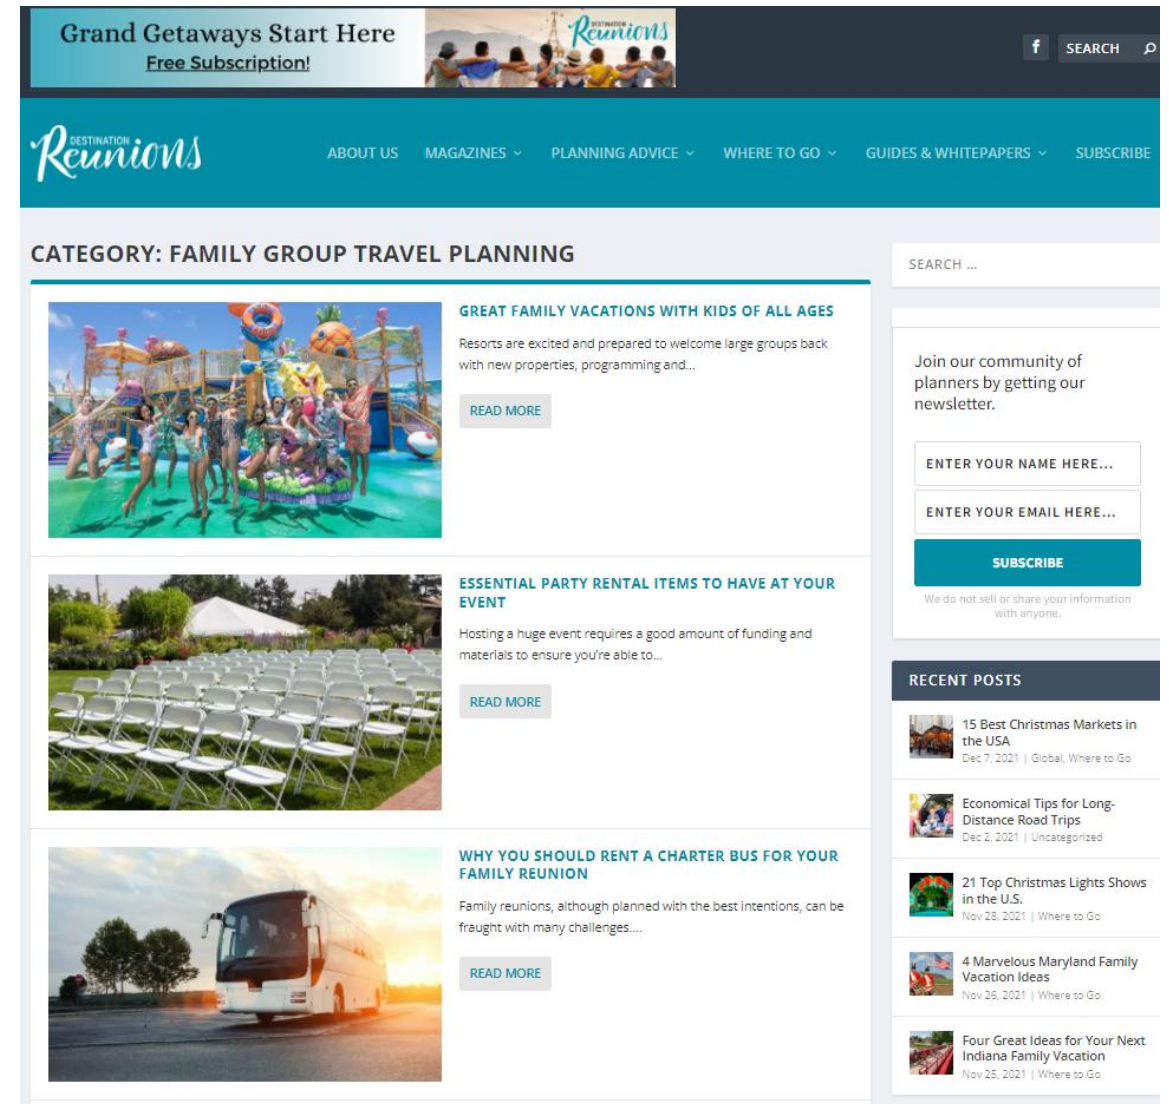 Grand Getaways Start Here
Free Subscription!
DESTINATION
Reunions
f
SEARCH
DESTINATION
Reunions
ABOUT US
MAGAZINES
PLANNING ADVICE
WHERE TO GO
GUIDES & WHITEPAPERS
SUBSCRIBE
CATEGORY: FAMILY GROUP TRAVEL PLANNING
GREAT FAMILY VACATIONS WITH KIDS OF ALL AGES
Resorts are excited and prepared to welcome large groups back
with new properties, programming and...
READ MORE
ESSENTIAL PARTY RENTAL ITEMS TO HAVE AT YOUR
EVENT
Hosting a huge event requires a good amount of funding and
materials to ensure you're able to...
READ MORE
WHY YOU SHOULD RENT A CHARTER BUS FOR YOUR
FAMILY REUNION
Family reunions, although planned with the best intentions, can be
fraught with many challenges....
READ MORE
SEARCH ...
Join our community of
planners by getting our
newsletter.
ENTER YOUR NAME HERE...
ENTER YOUR EMAIL HERE...
SUBSCRIBE
We do not sell or share your information
with anyone.
RECENT POSTS
15 Best Christmas Markets in
the USA
Dec 7, 2021 | Global, Where to Go
Economical Tips for Long-
Distance Road Trips
Dec 2, 2021 | Uncategorized
21 Top Christmas Lights Shows
in the U.S.
Nov 28, 2021 | Where to Go
4 Marvelous Maryland Family
Vacation Ideas
Nov 26, 2021 | Where to Go
Four Great Ideas for Your Next
Indiana Family Vacation
Nov 25, 2021 | Where to Go